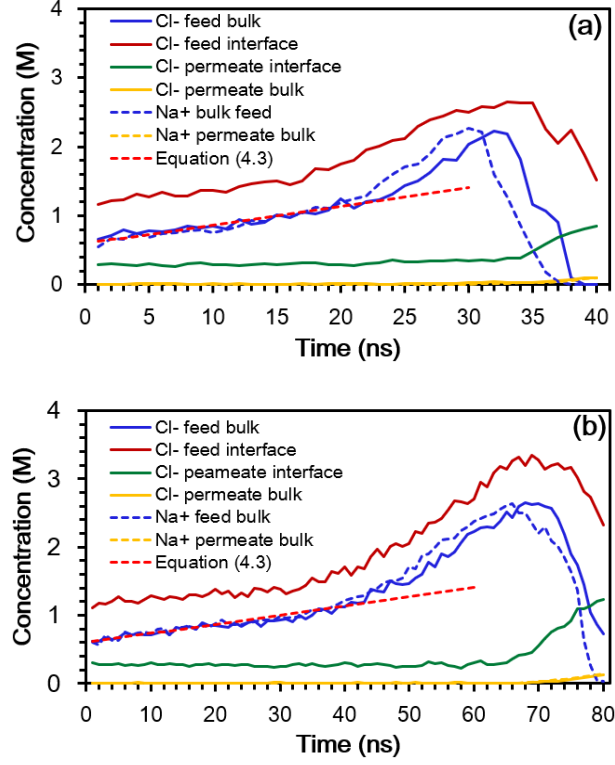 (a)
Cl- feed bulk
Cl- feed interface
Cl- permeate interface
Cl- permeate bulk
Na+ bulk feed
Na+ permeate bulk
Equation (4.3)
Concentration (M)
4
3
2
1
0
0 5 10 15 20 25 30 35 40
Time (ns)
(b)
Cl- feed bulk
Cl- feed interface
Cl- peameate interface
Cl- permeate bulk
Na+ feed bulk
Na+ permeate bulk
Equation (4.3)
Concentration (M)
4
3
2
1
0
0 10 20 30 40 50 60 70 80
Time (ns)